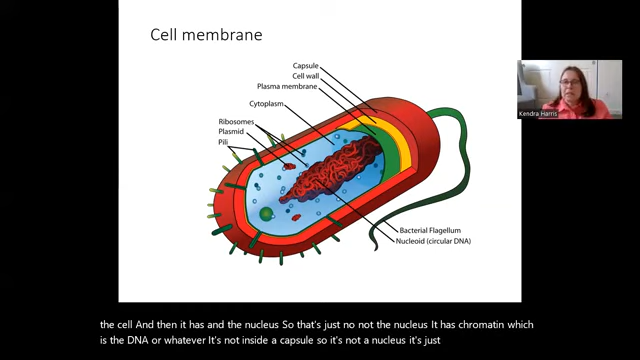 Cell membrane
Capsule
Cell wall
Plasma membrane
Cytoplasm
Ribosomes
Plasmid
Pili
Bacterial Flagellum
Nucleoid (circular DNA)
Kendra Harris
the cell And then it has and the nucleus So that's just no not the nucleus It has chromatin which
is the DNA or whatever It's not inside a capsule so it's not a nucleus it's just